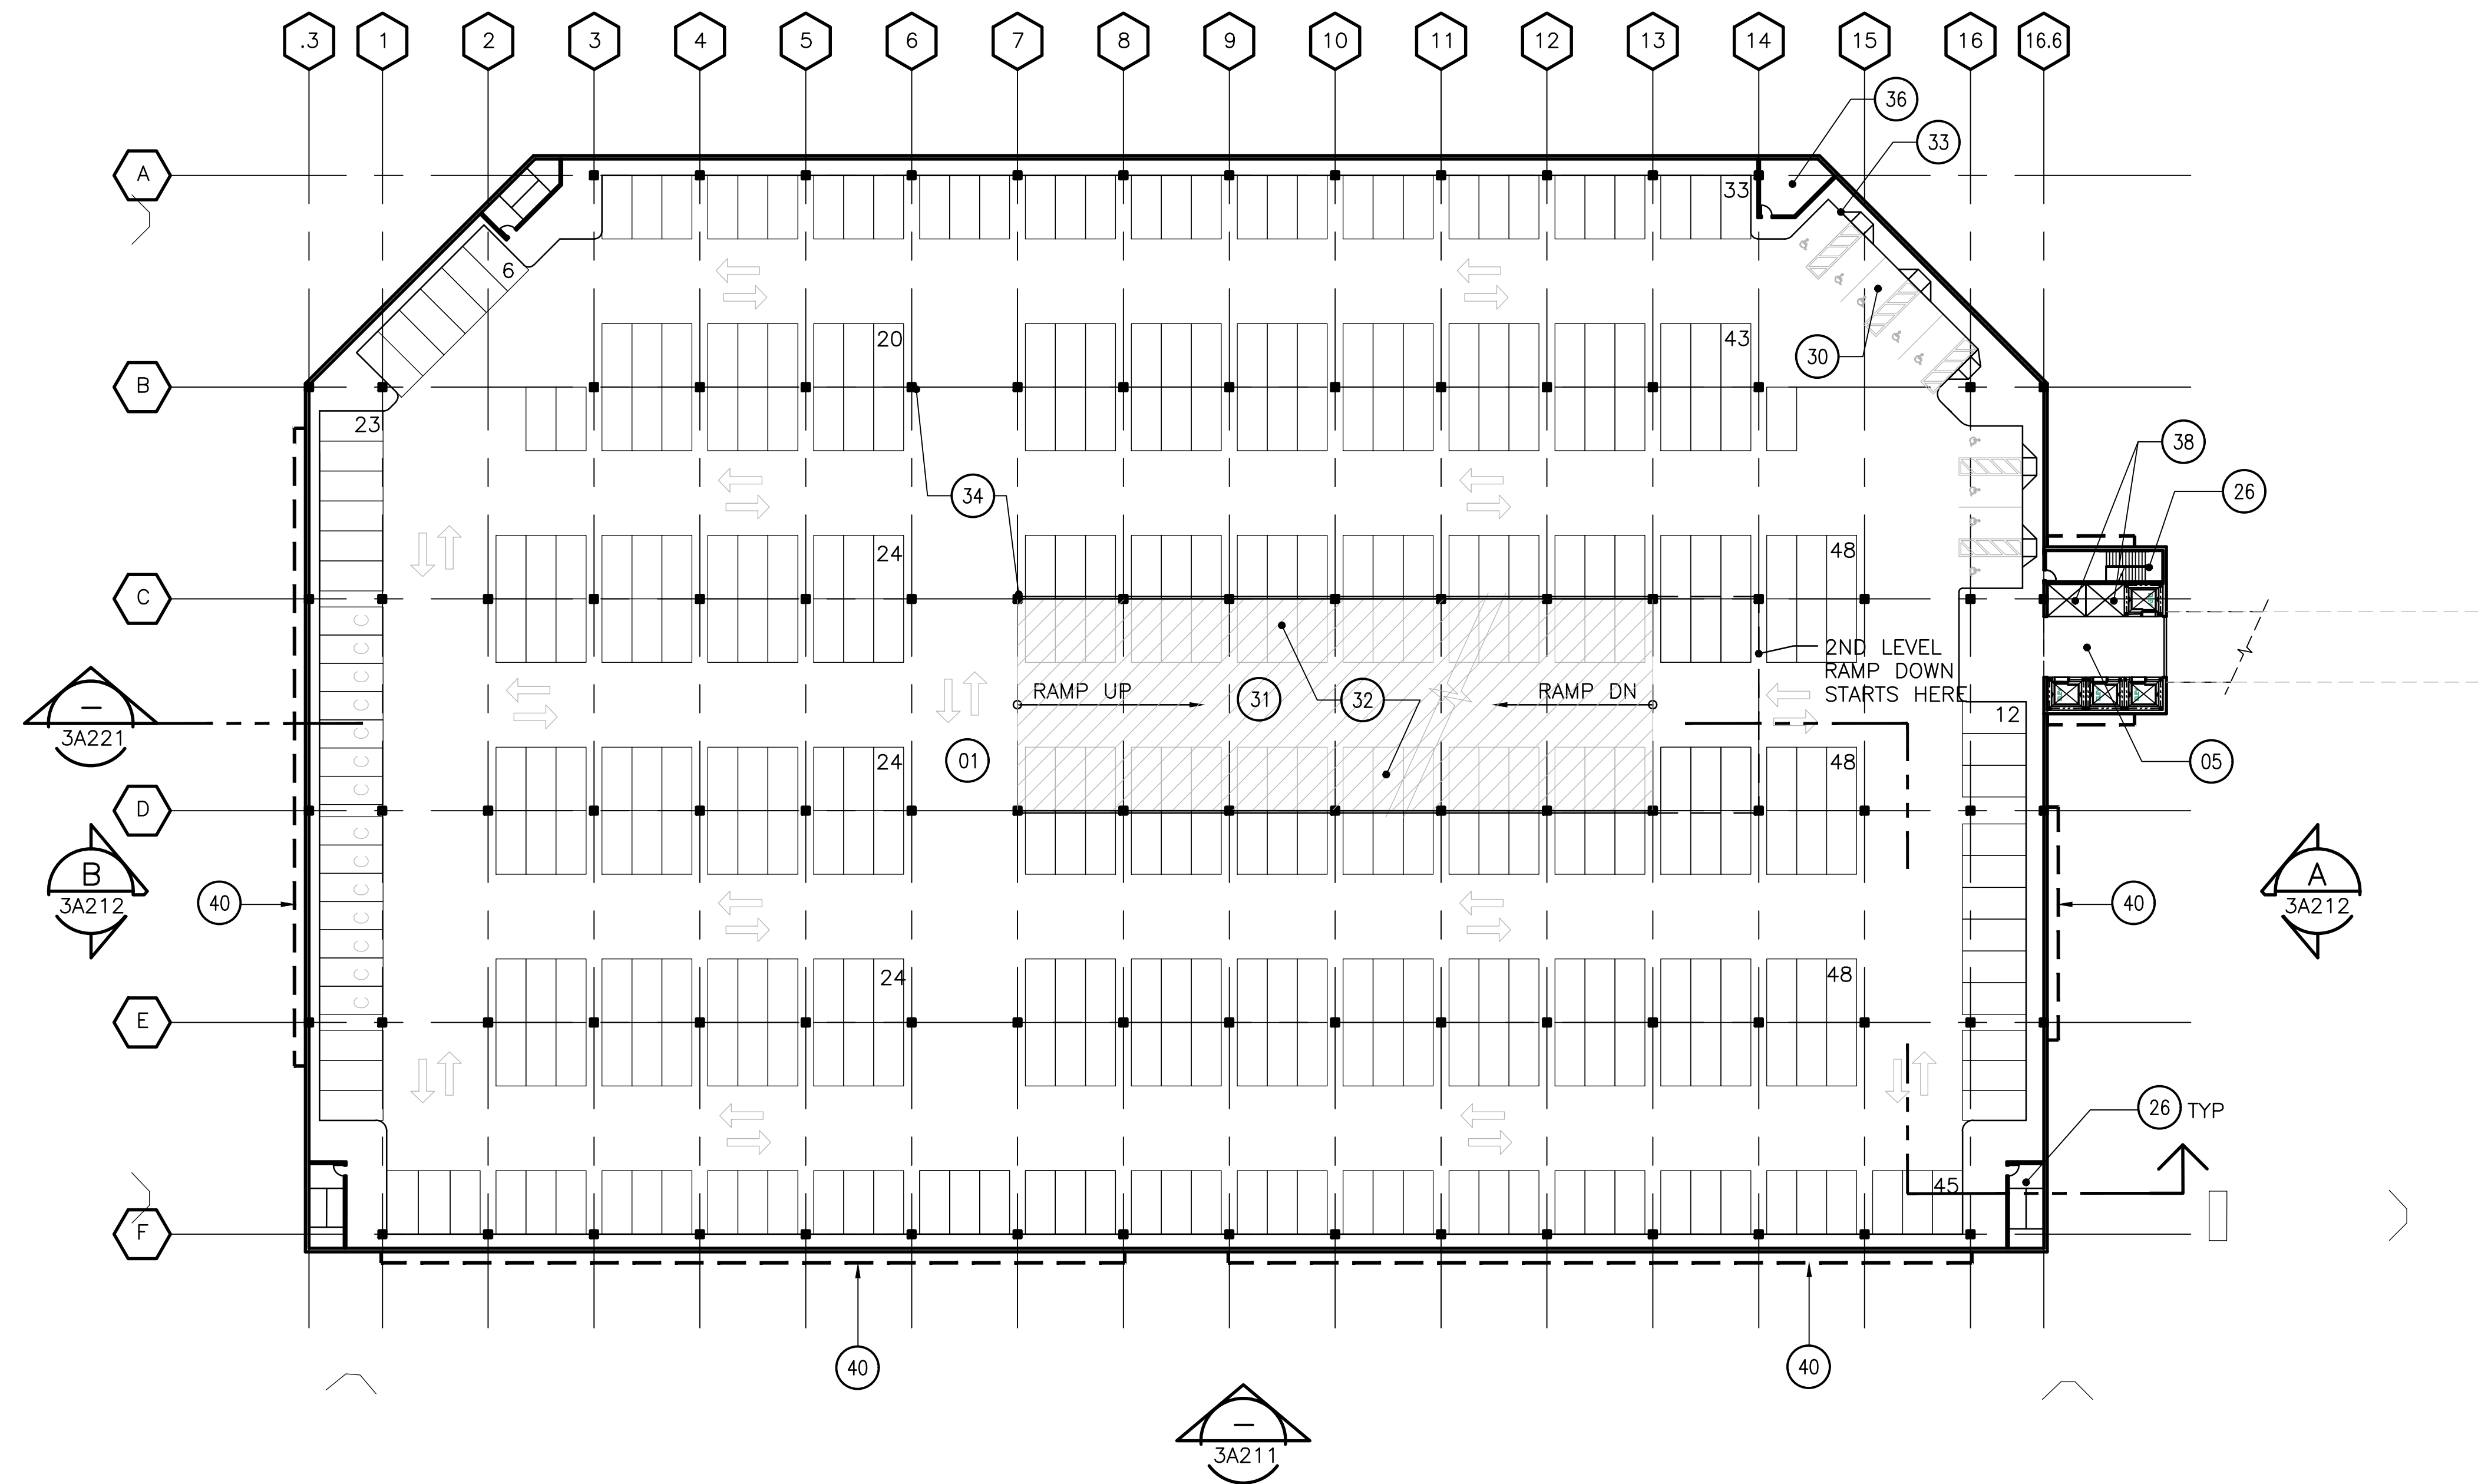 .3 1 2 3 4 5 6 7 8 9 10 11 12 13 14 15 16 16.6
36
33
A
33
6
20
43
30
B
23
38
26
34
24
48
C
2ND LEVEL
RAMP DOWN
STARTS HERE
RAMP UP
31
32
RAMP DN
12
—
3A221
01
24
48
05
D
B
3A212
40
40
A
3A212
24
48
E
26 TYP
45
F
40
40
—
3A211
C
C
C
C
C
C
C
C
C
C
C
C
C
C